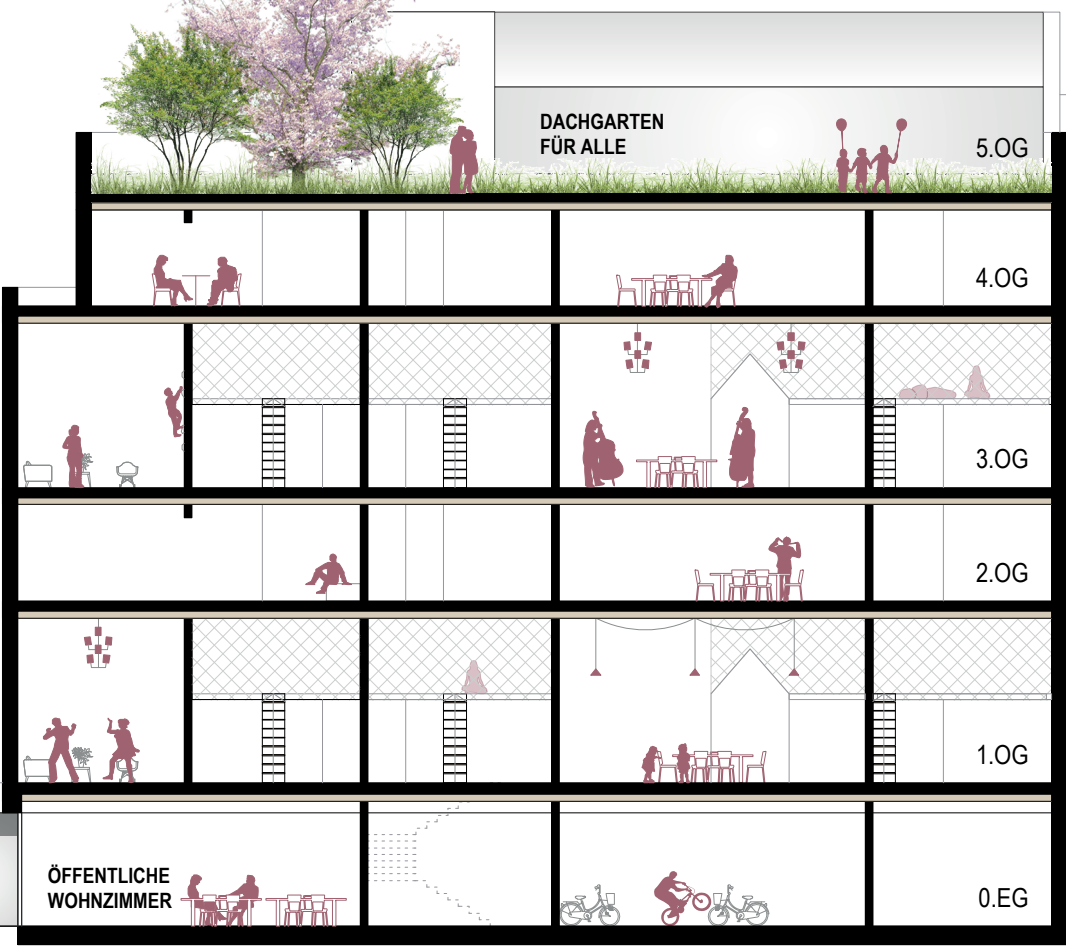 DACHGARTEN
FÜR ALLE
5.OG
4.OG
3.OG
2.OG
1.OG
ÖFFENTLICHE
WOHNZIMMER
0.EG